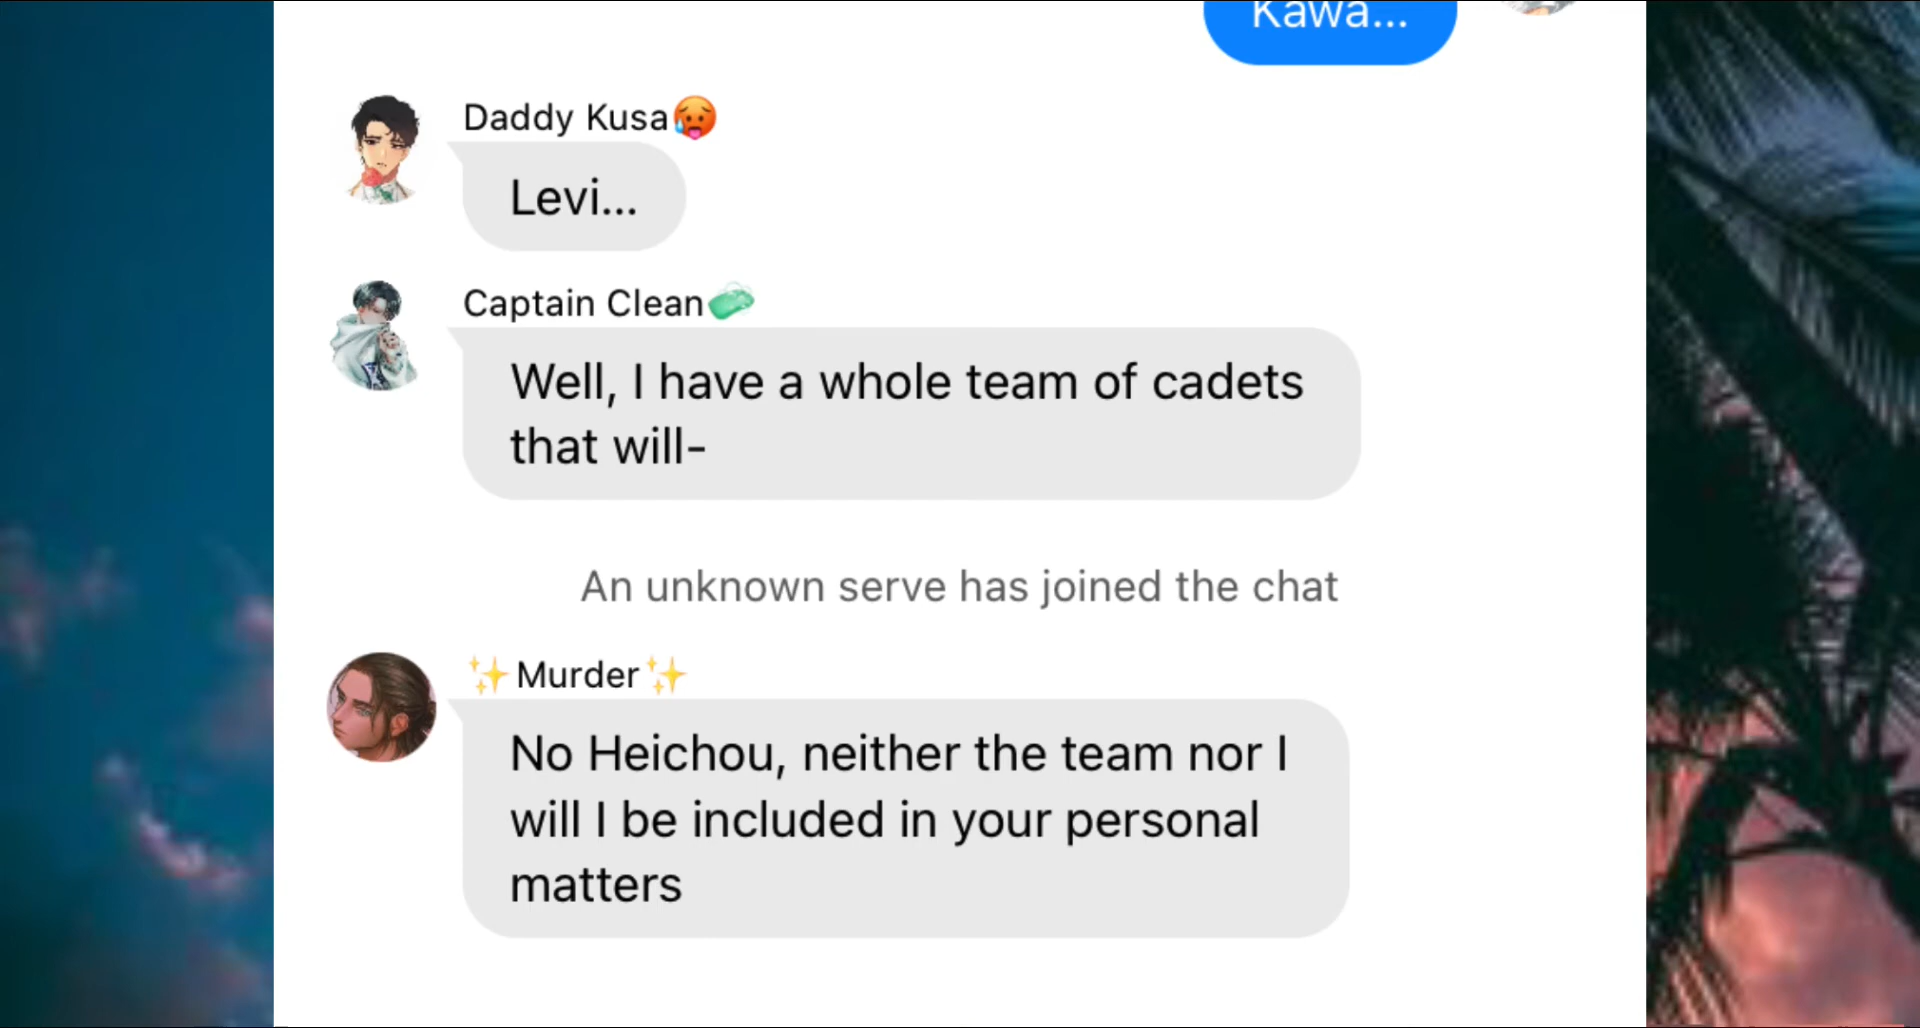 Kawa...
Daddy Kusa🥵
Levi...
Captain Clean🧼
Well, I have a whole team of cadets
that will-
An unknown serve has joined the chat
✨Murder✨
No Heichou, neither the team nor I
will I be included in your personal
matters